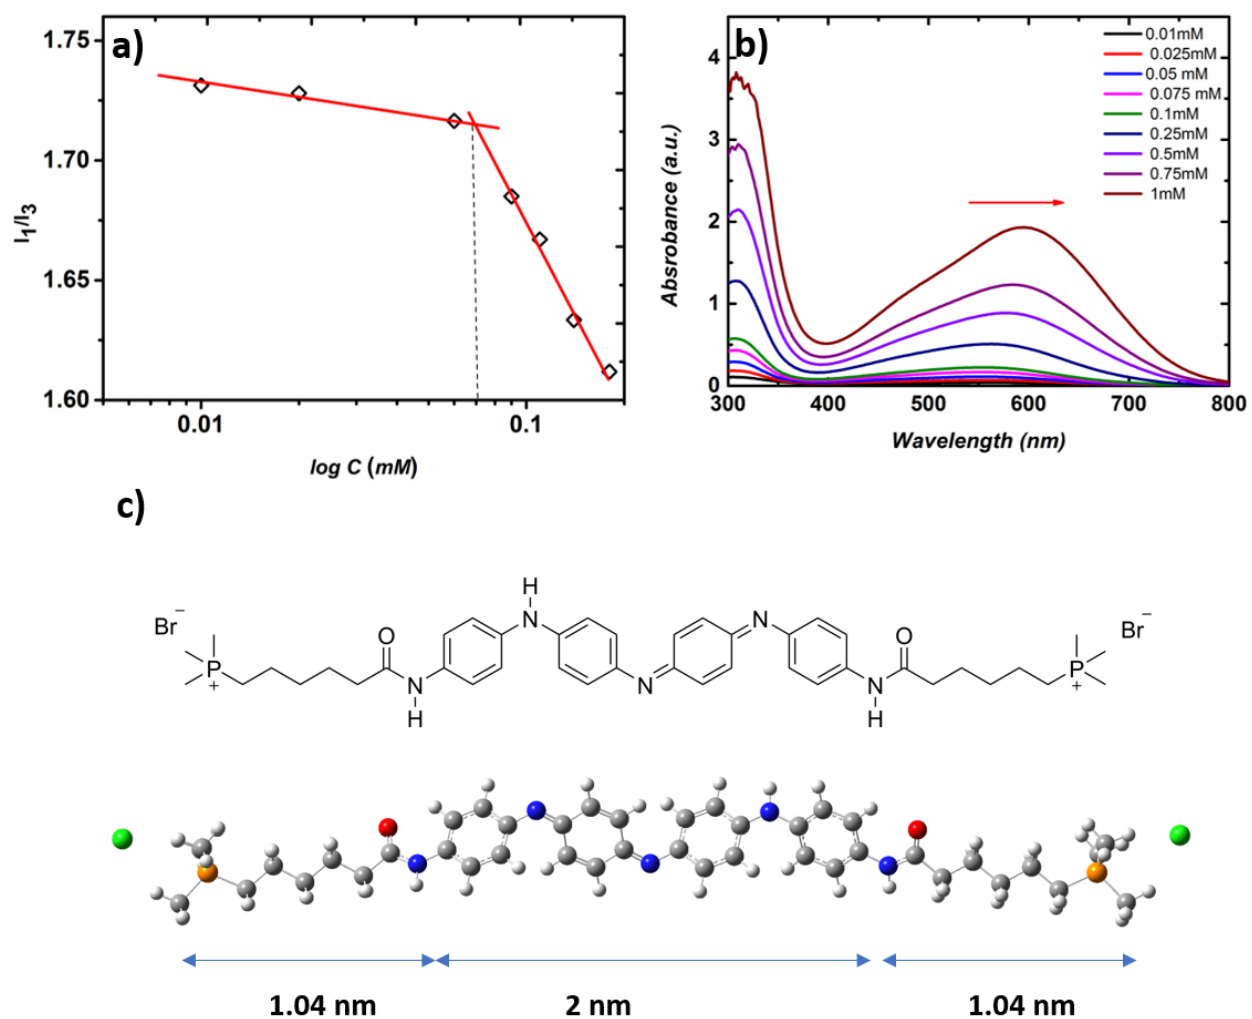 a)
1.75
1.70
1.65
1.60
I1/I3
0.01
0.1
log C (mM)
b)
4
3
2
1
0
Absrobance (a.u.)
300
400
500
600
700
800
Wavelength (nm)
0.01mM
0.025mM
0.05 mM
0.075 mM
0.1mM
0.25mM
0.5mM
0.75mM
1mM
c)
Br−
P
+
O
N
H
H
N
N
N
O
N
H
P
+
Br−
1.04 nm
2 nm
1.04 nm